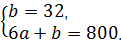 b = 32,
6a + b = 800.